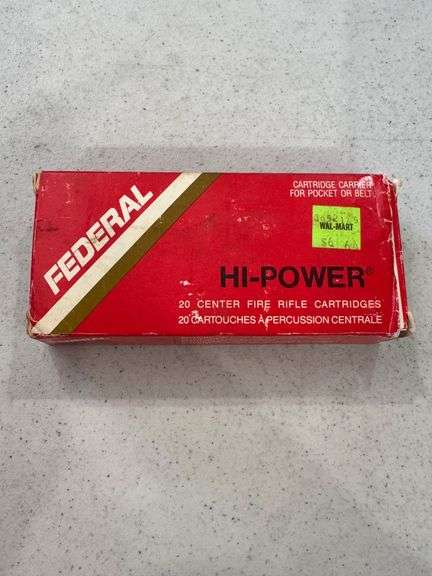 FEDERAL
CARTRIDGE CARRIER
FOR POCKET OR BELT
WAL-MART
HI-POWER®
20 CENTER FIRE RIFLE CARTRIDGES
20 CARTOUCHES À PERCUSSION CENTRALE